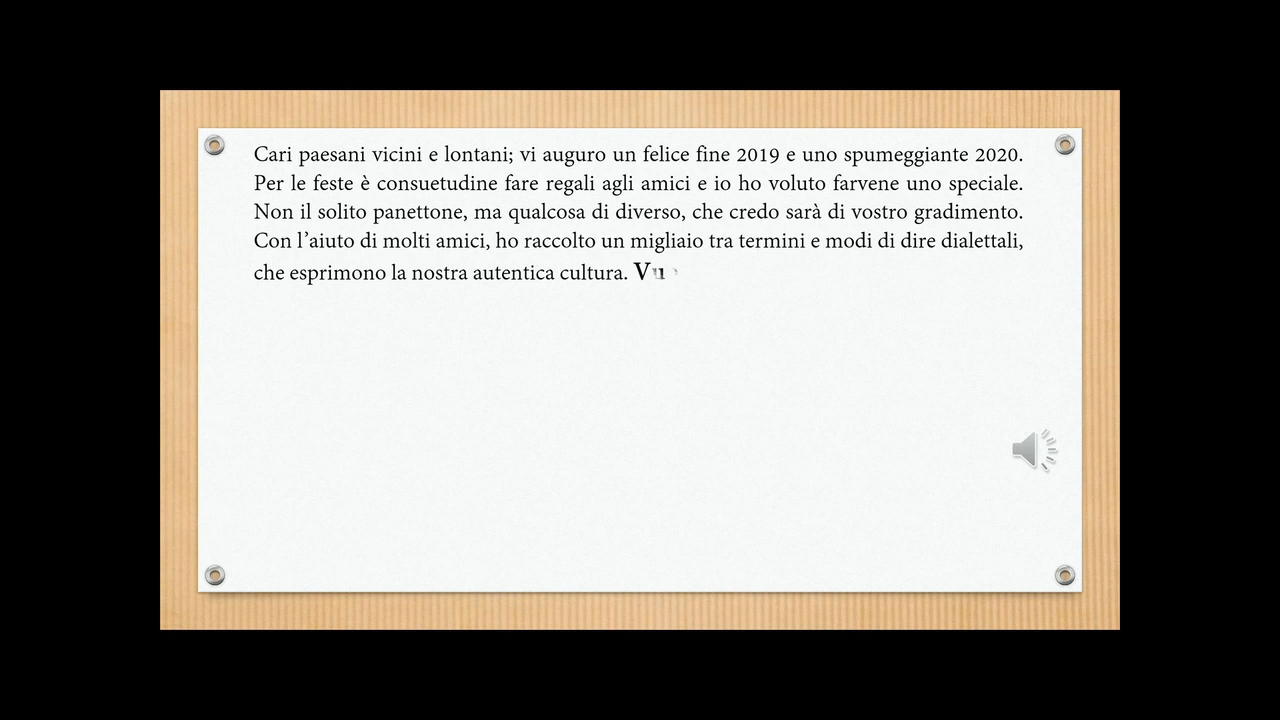 Cari paesani vicini e lontani; vi auguro un felice fine 2019 e uno spumeggiante 2020.
Per le feste è consuetudine fare regali agli amici e io ho voluto farvene uno speciale.
Non il solito panettone, ma qualcosa di diverso, che credo sarà di vostro gradimento.
Con l’aiuto di molti amici, ho raccolto un migliaio tra termini e modi di dire dialettali,
che esprimono la nostra autentica cultura.